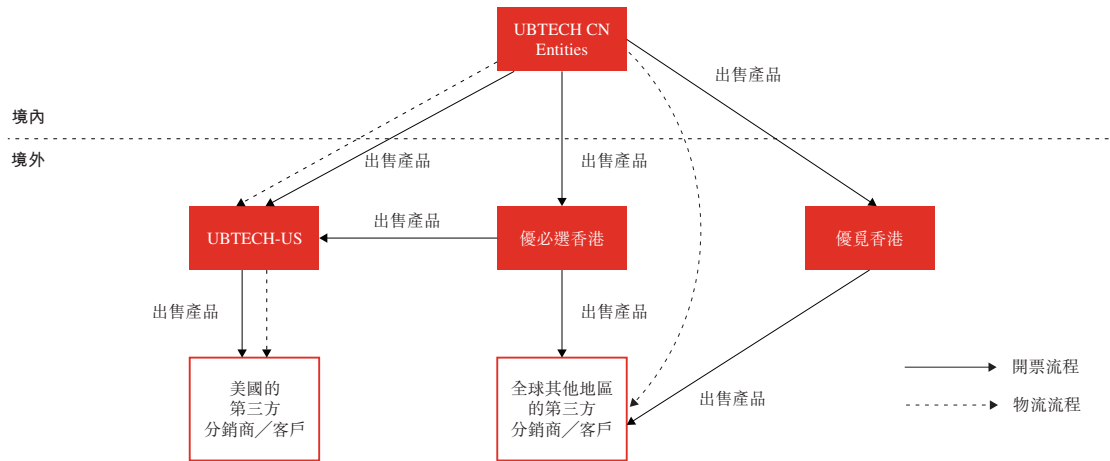 UBTECH CN
Entities
出售產品
境內
境外
出售產品
出售產品
出售產品
UBTECH-US
優必選香港
優覓香港
出售產品
出售產品
出售產品
美國的
第三方
分銷商／客戶
全球其他地區
的第三方
分銷商／客戶
開票流程
物流流程